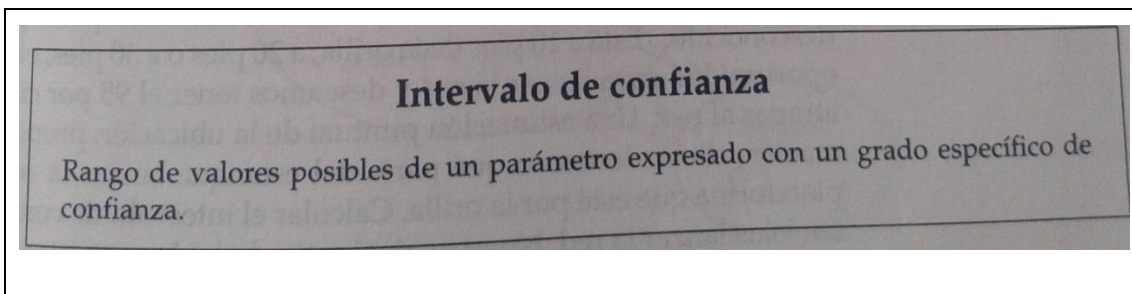 Intervalo de confianza
Rango de valores posibles de un parámetro expresado con un grado específico de
confianza.